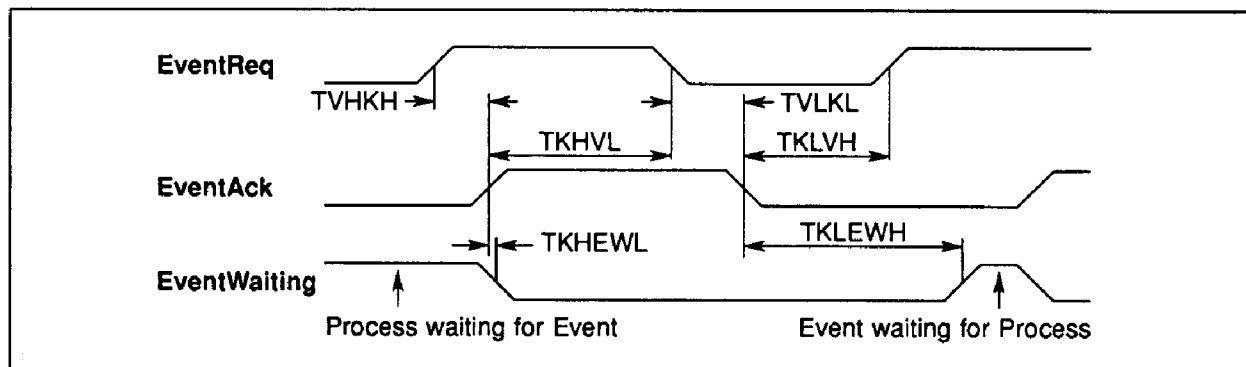 EventReq
TVHKH
TVLKL
TKHVL
TKLVH
EventAck
TKHEWL
TKLEWH
EventWaiting
Process waiting for Event
Event waiting for Process